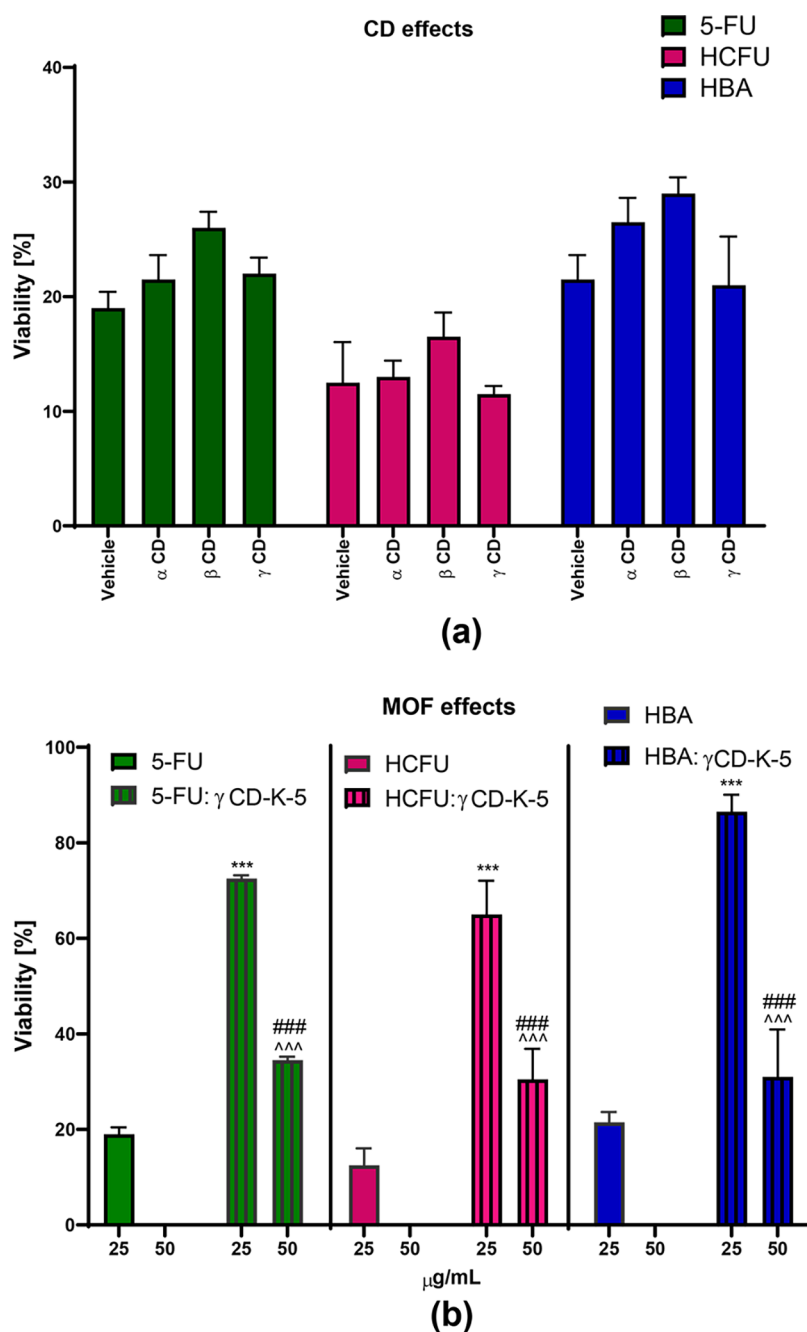 CD effects
5-FU
HCFU
HBA
Viability [%]
40
30
20
10
0
Vehicle
α CD
β CD
γ CD
Vehicle
α CD
β CD
γ CD
Vehicle
α CD
β CD
γ CD
(a)
MOF effects
5-FU
5-FU: γ CD-K-5
HCFU
HCFU:γCD-K-5
HBA
HBA: γCD-K-5
Viability [%]
100
80
60
40
20
0
***
###
^^^
***
###
^^^
***
###
^^^
25 50 25 50 25 50 25 50 25 50 25 50
μg/mL
(b)